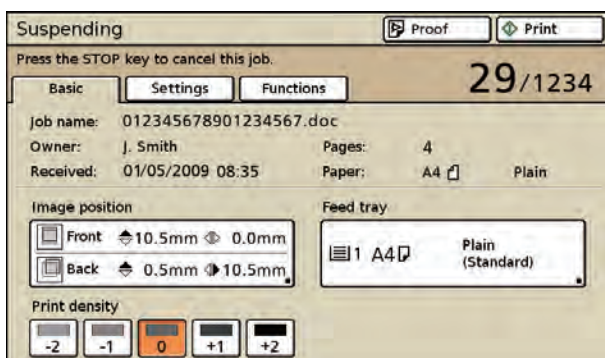 Suspending Proof Print
Press the STOP key to cancel this job.
29/1234
Basic Settings Functions
Job name: 012345678901234567.doc
Owner: J. Smith Pages: 4
Received: 01/05/2009 08:35 Paper: A4 Plain
Image position Feed tray
Front 10.5mm 0.0mm
Back 0.5mm 10.5mm
1 A4 Plain
(Standard)
Print density
-2 -1 0 +1 +2